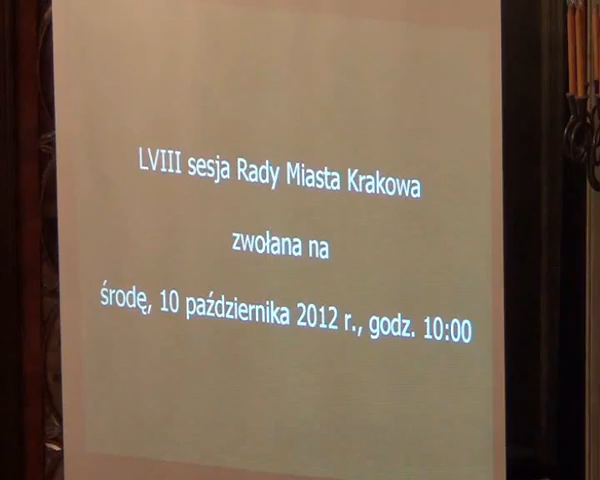 LVIII sesja Rady Miasta Krakowa
zwołana na
środę, 10 października 2012 r., godz. 10:00